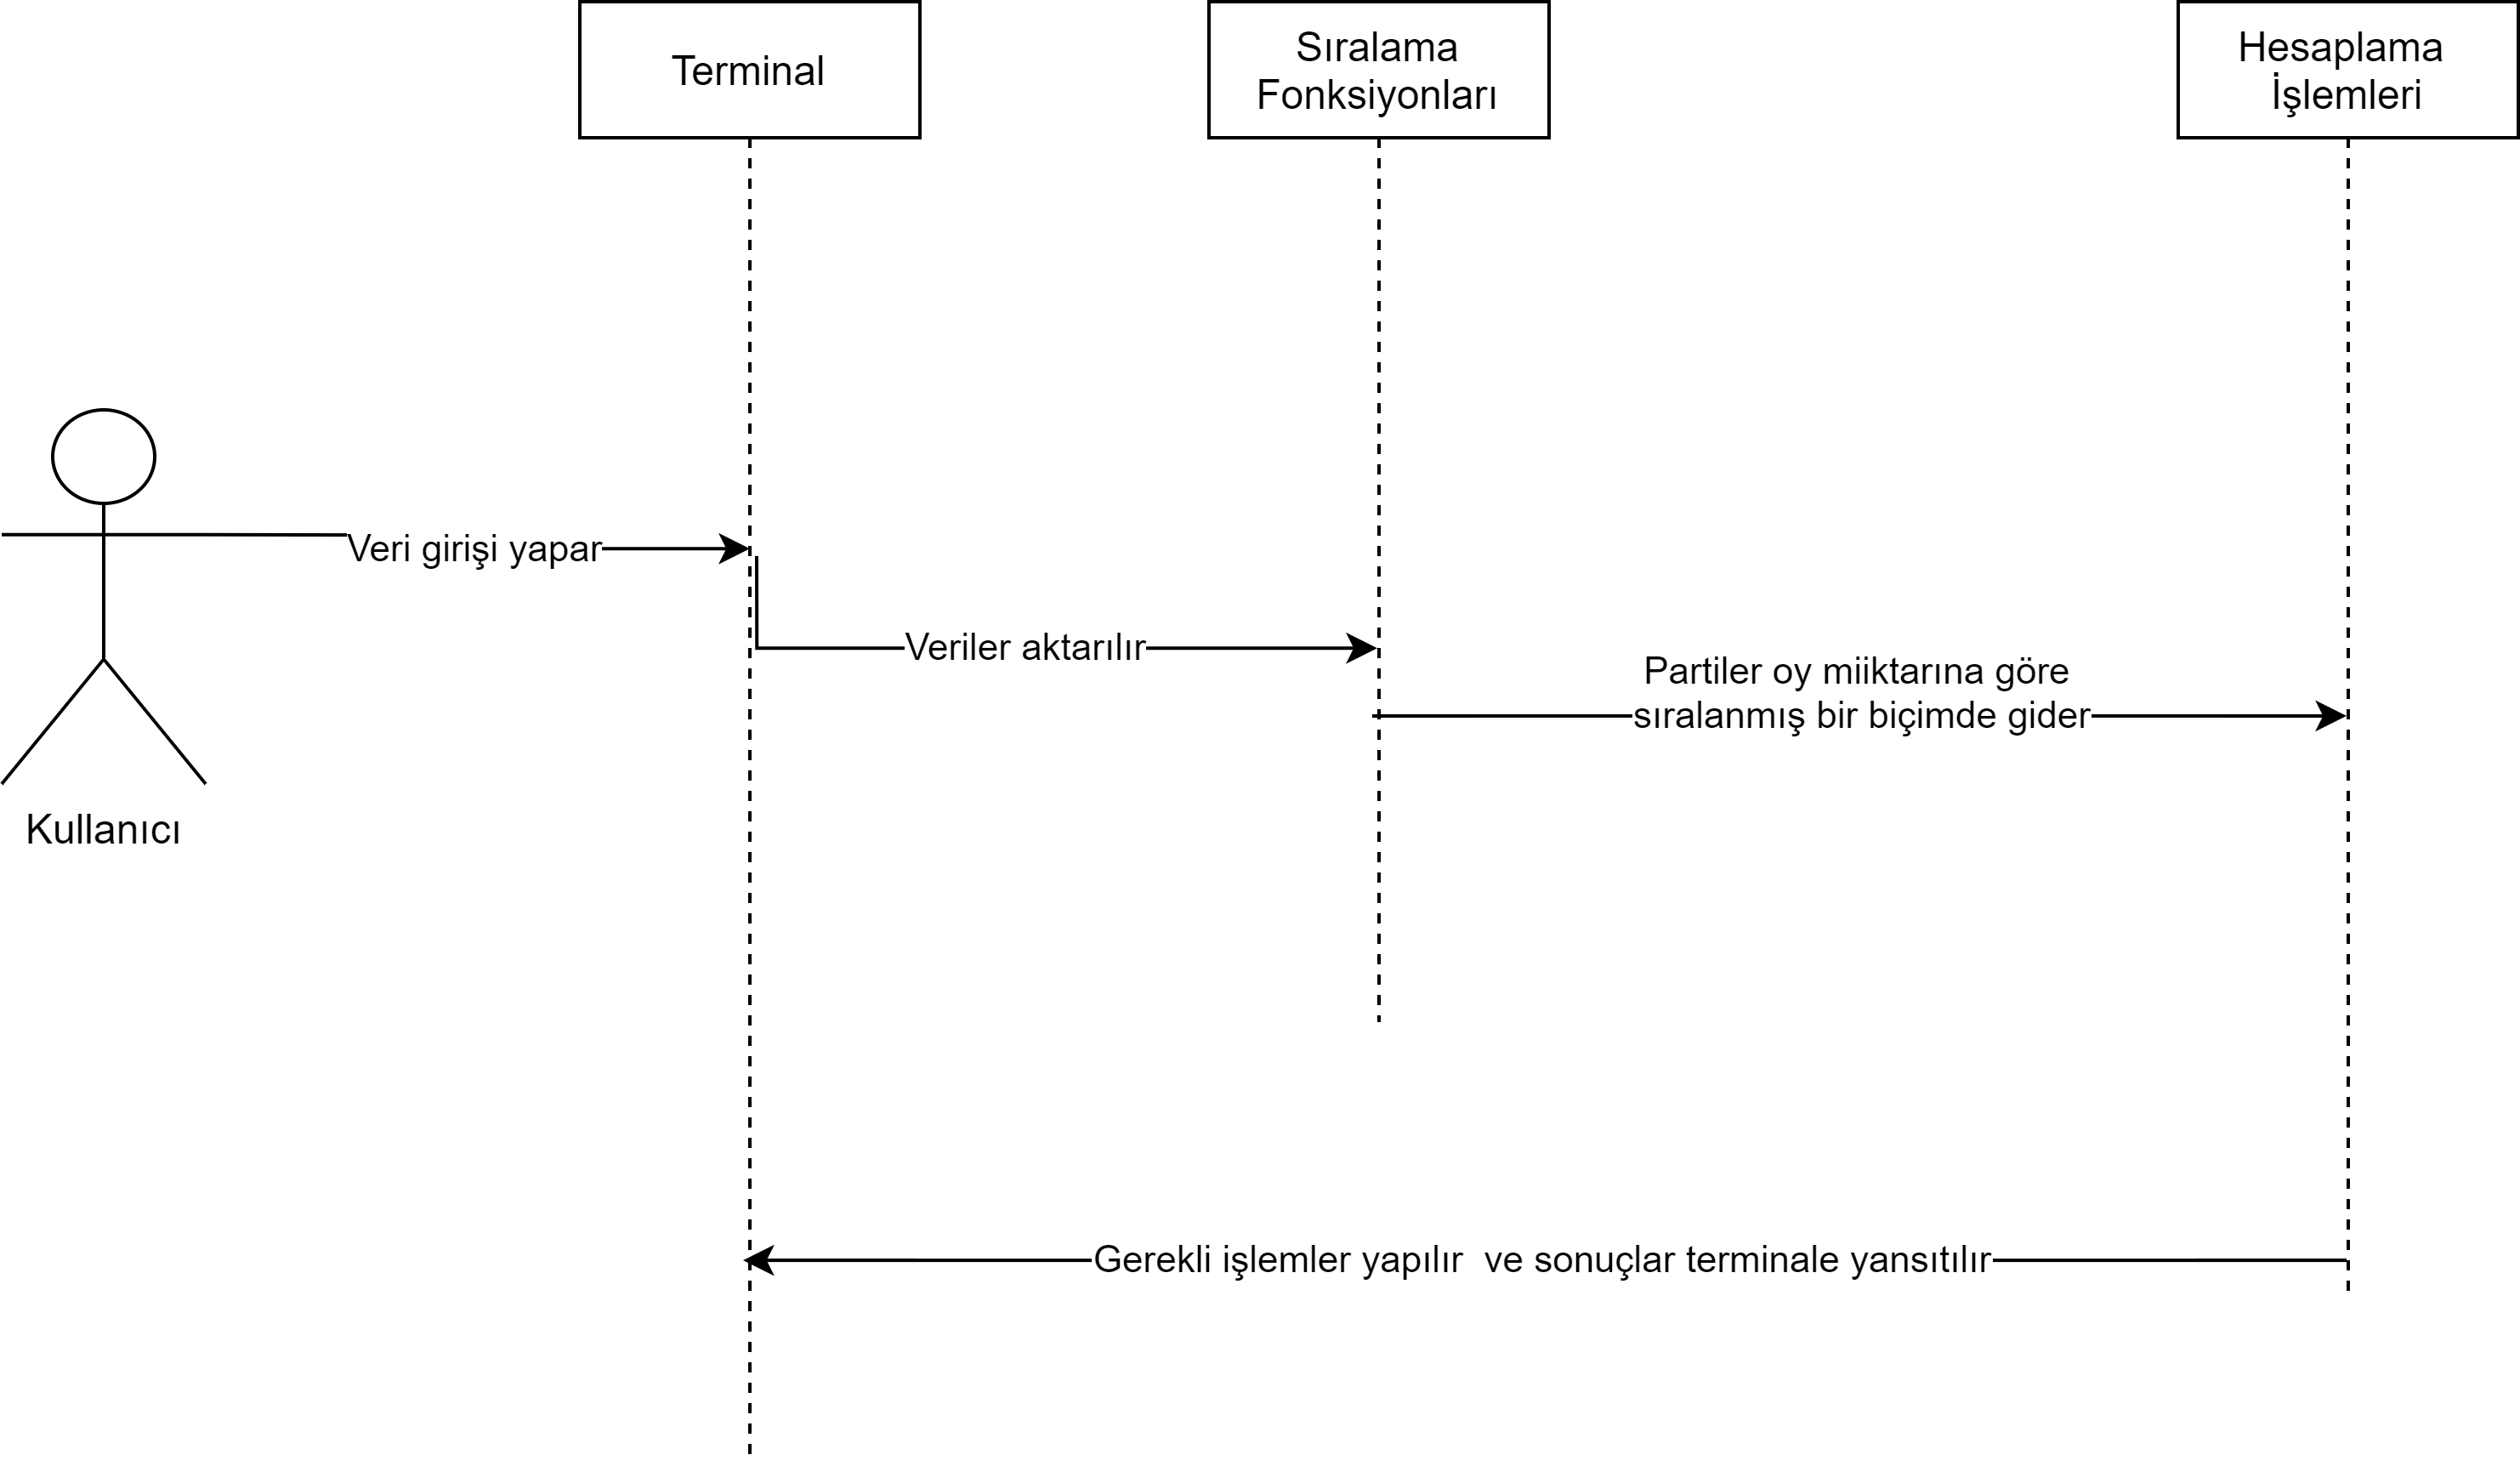 Terminal
Sıralama
Fonksiyonları
Hesaplama
İşlemleri
Veri girişi yapar
Veriler aktarılır
Partiler oy miiktarına göre
sıralanmış bir biçimde gider
Kullanıcı
Gerekli işlemler yapılır  ve sonuçlar terminale yansıtılır